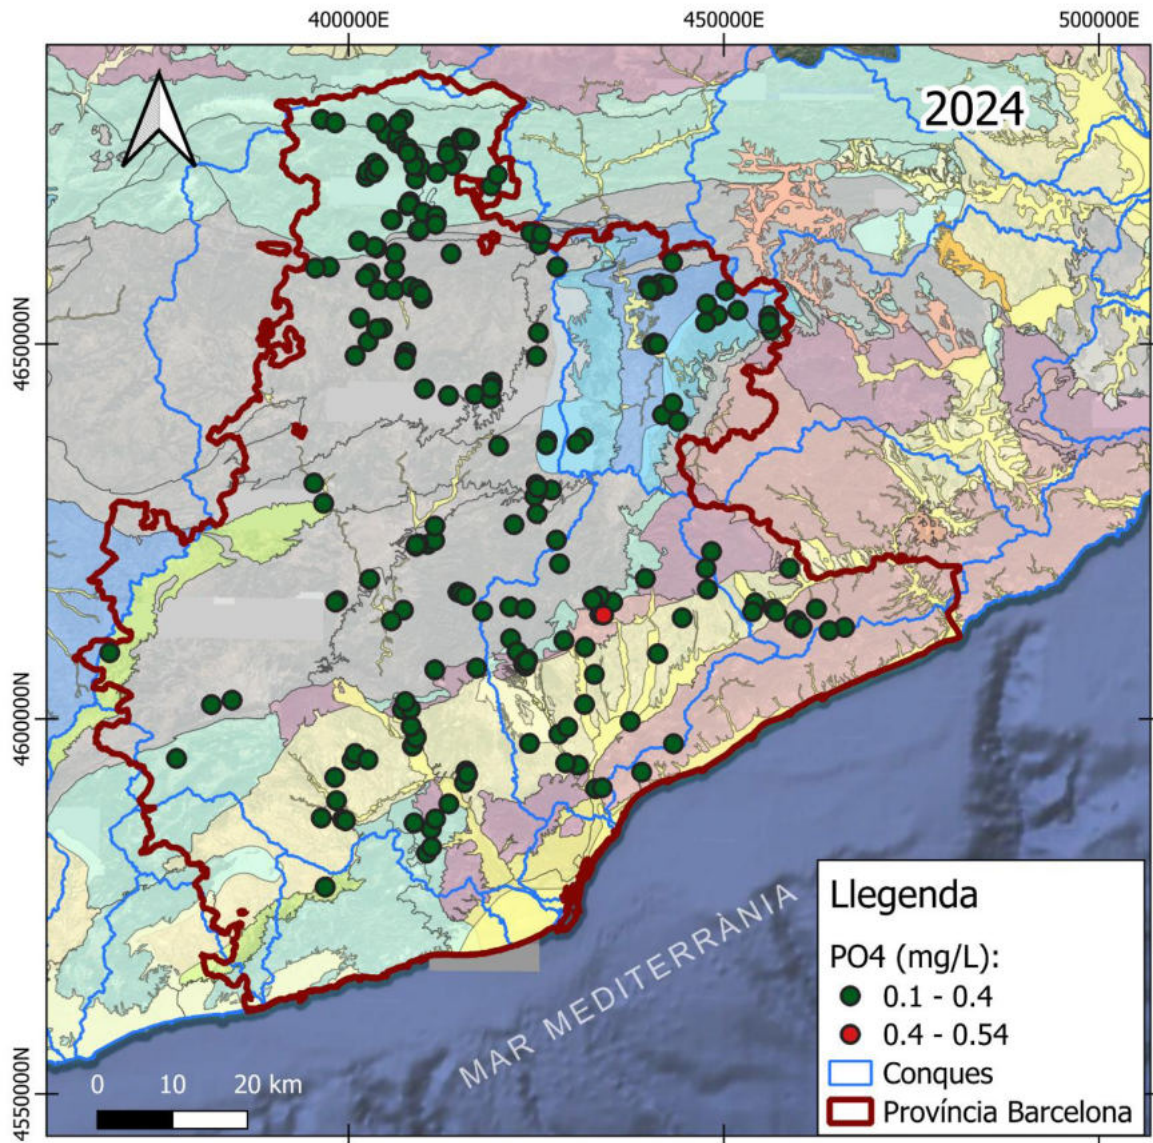 400000E 450000E 500000E
2024
4650000N
4600000N
4550000N
MAR MEDITERRÀNIA
0 10 20 km
Llegenda
PO4 (mg/L):
0.1 - 0.4
0.4 - 0.54
Conques
Província Barcelona